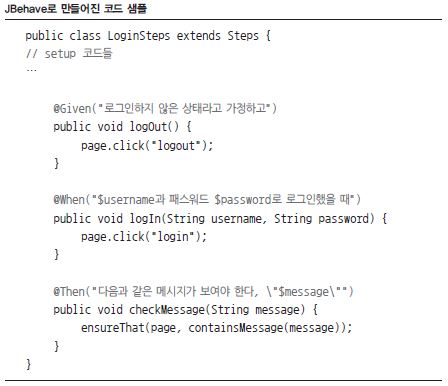 JBehave로 만들어진 코드 샘플
public class LoginSteps extends Steps {
// setup 코드들
…
@Given("로그인하지 않은 상태라고 가정하고")
public void logOut() {
page.click("logout");
}
@When("$username과 패스워드 $password로 로그인했을 때")
public void logIn(String username, String password) {
page.click("login");
}
@Then("다음과 같은 메시지가 보여야 한다, \"$message\"")
public void checkMessage(String message) {
ensureThat(page, containsMessage(message));
}
}